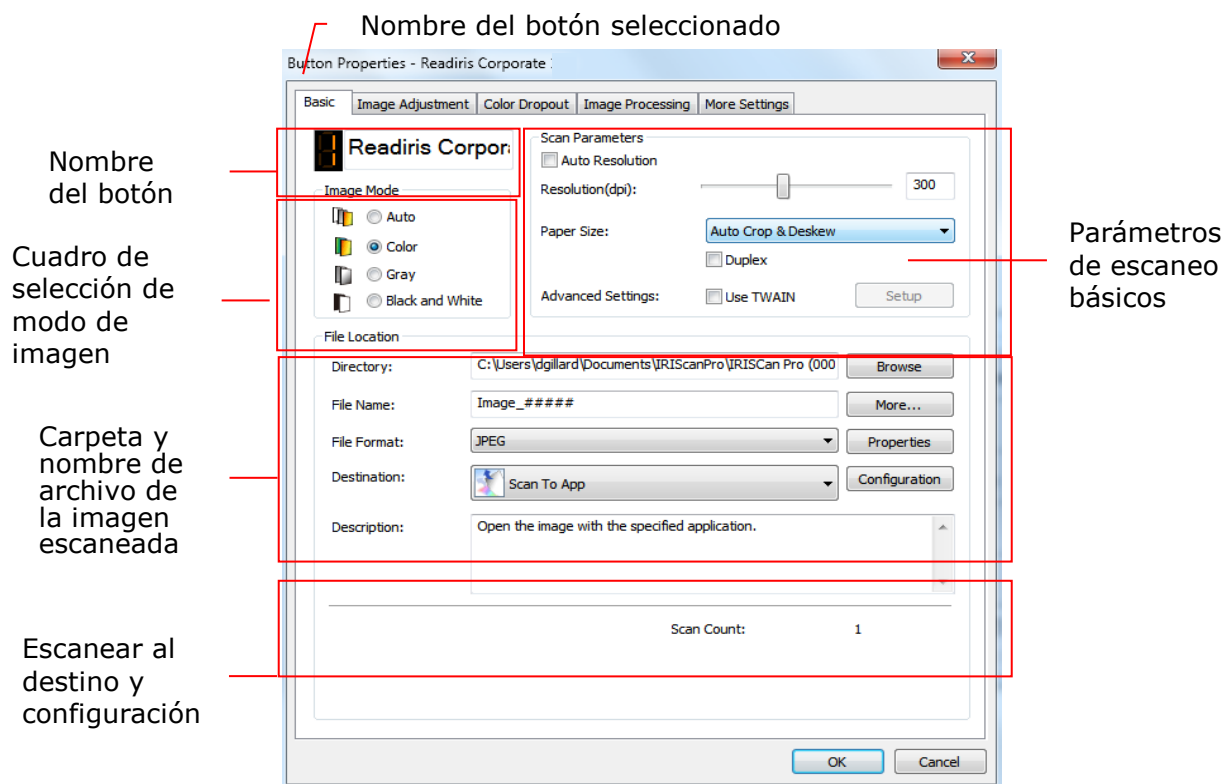 Nombre del botón seleccionado
Button Properties - Readiris Corporate
Basic
Image Adjustment
Color Dropout
Image Processing
More Settings
Nombre
del botón
Readiris Corpor
Image Mode
Auto
Color
Gray
Black and White
Cuadro de
selección de
modo de
imagen
Scan Parameters
Auto Resolution
Resolution(dpi):
300
Paper Size:
Auto Crop & Deskew
Duplex
Advanced Settings:
Use TWAIN
Setup
Parámetros
de escaneo
básicos
File Location
Directory:
C:\Users\dgillard\Documents\IRIScanPro\IRISCan Pro (000
Browse
File Name:
Image_#####
More...
File Format:
JPEG
Properties
Destination:
Scan To App
Configuration
Description:
Open the image with the specified application.
Carpeta y
nombre de
archivo de
la imagen
escaneada
Scan Count:
1
Escanear al
destino y
configuración
OK
Cancel